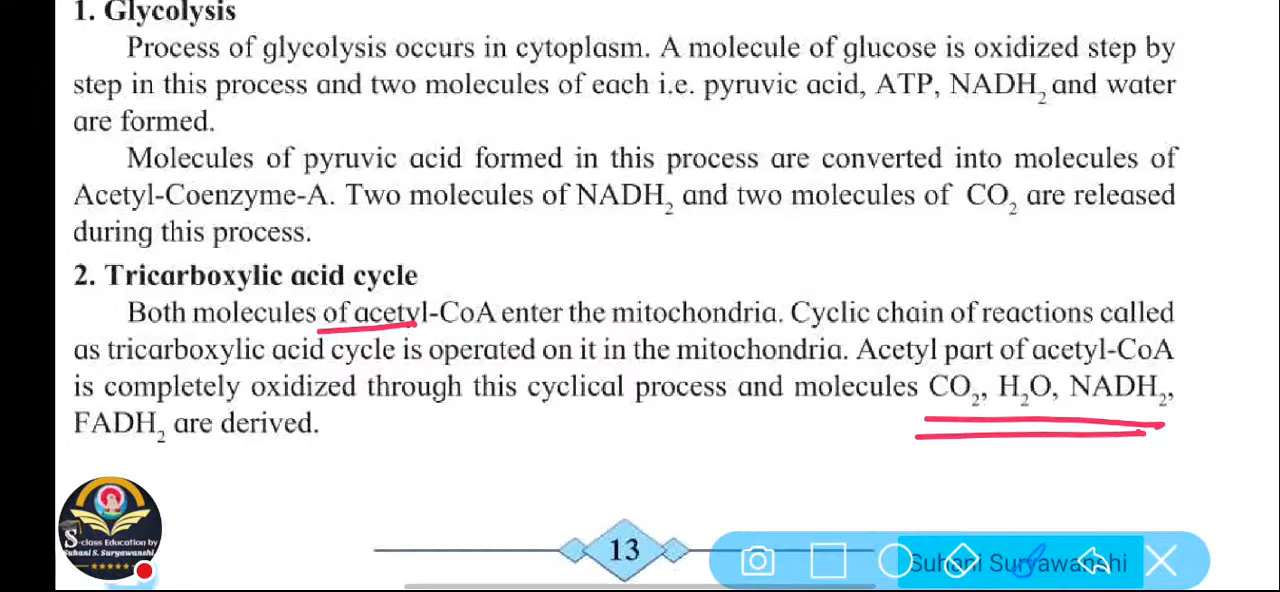 1. Glycolysis
Process of glycolysis occurs in cytoplasm. A molecule of glucose is oxidized step by
step in this process and two molecules of each i.e. pyruvic acid, ATP, NADH₂ and water
are formed.
Molecules of pyruvic acid formed in this process are converted into molecules of
Acetyl-Coenzyme-A. Two molecules of NADH₂ and two molecules of CO₂ are released
during this process.
2. Tricarboxylic acid cycle
Both molecules of acetyl-CoA enter the mitochondria. Cyclic chain of reactions called
as tricarboxylic acid cycle is operated on it in the mitochondria. Acetyl part of acetyl-CoA
is completely oxidized through this cyclical process and molecules CO₂, H₂O, NADH₂,
FADH₂ are derived.
S-class Education by
Suhani S. Suryawanshi
13
Suhani Suryawanshi